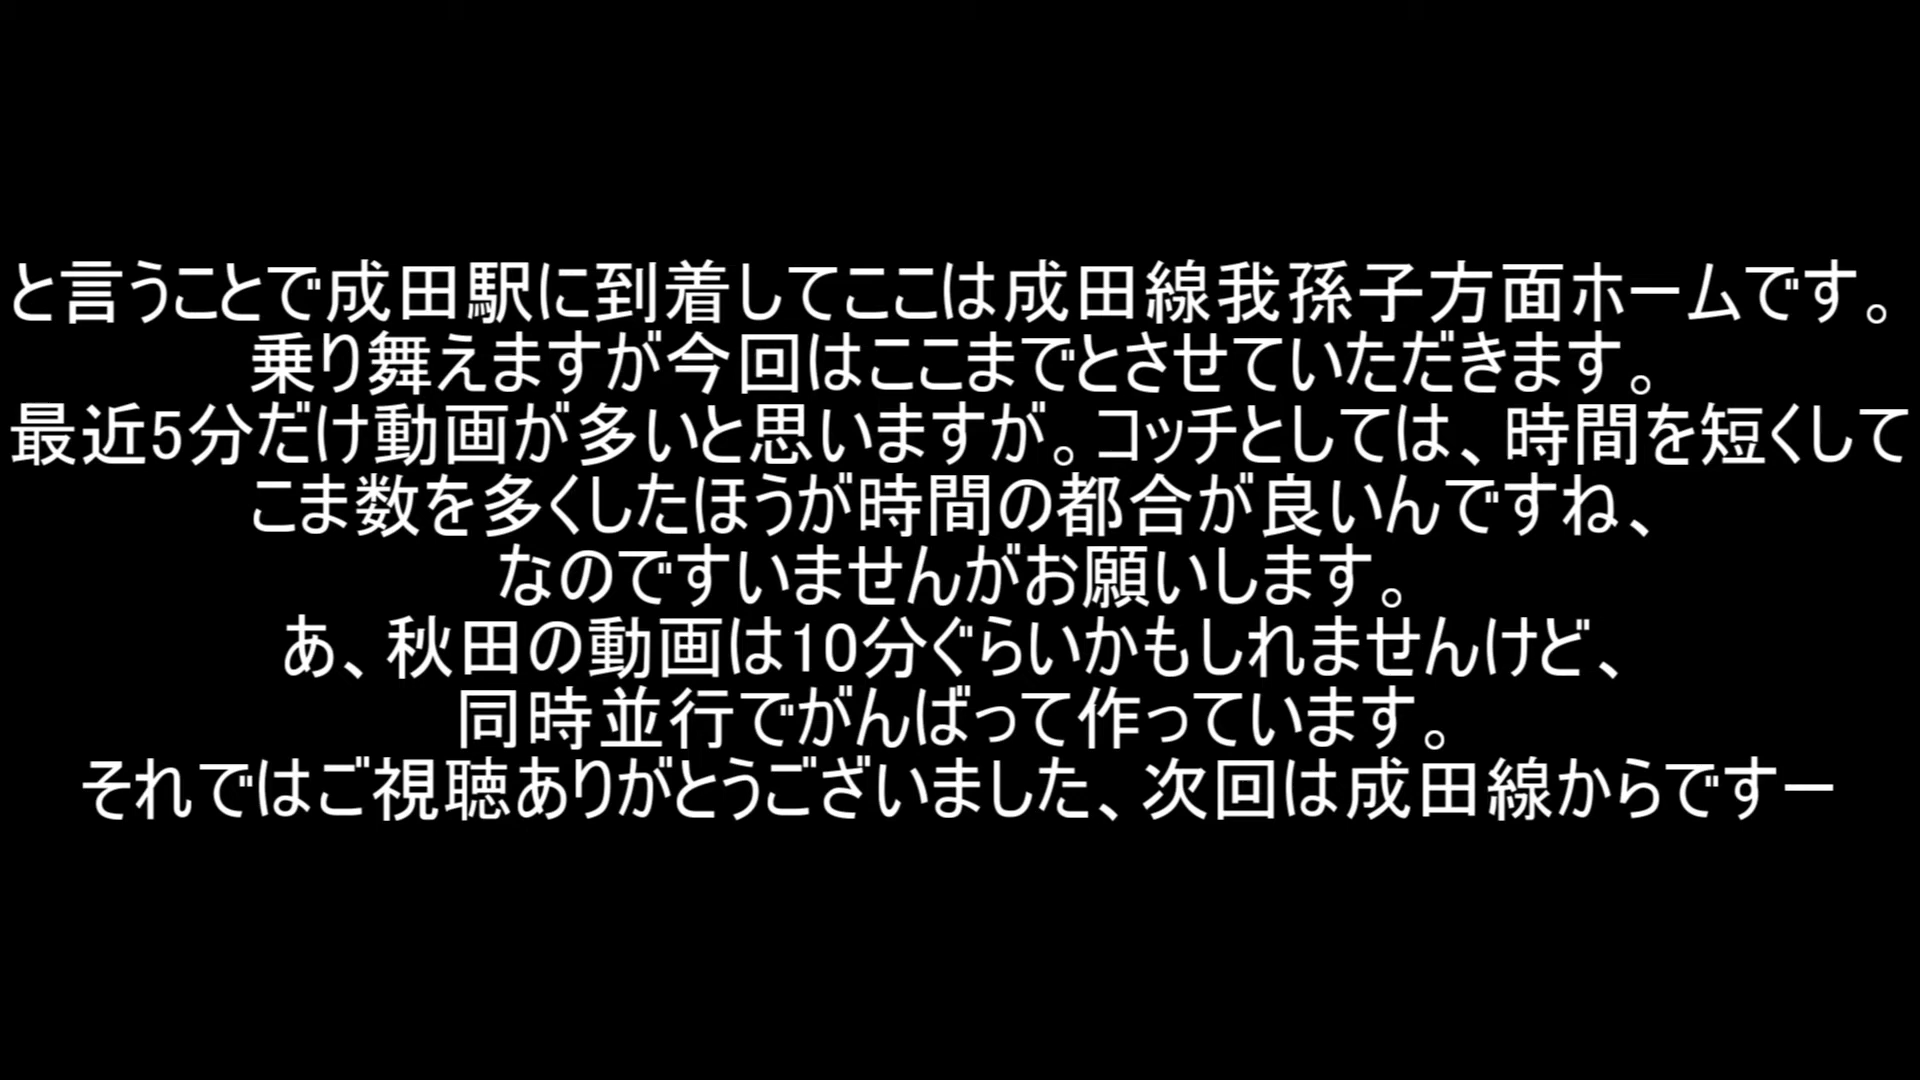 と言うことで成田駅に到着してここは成田線我孫子方面ホームです。
乗り舞えますが今回はここまでとさせていただきます。
最近5分だけ動画が多いと思いますが。コッチとしては、時間を短くして
こま数を多くしたほうが時間の都合が良いんですね、
なのですいませんがお願いします。
あ、秋田の動画は10分ぐらいかもしれませんけど、
同時並行でがんばって作っています。
それではご視聴ありがとうございました、次回は成田線からですー